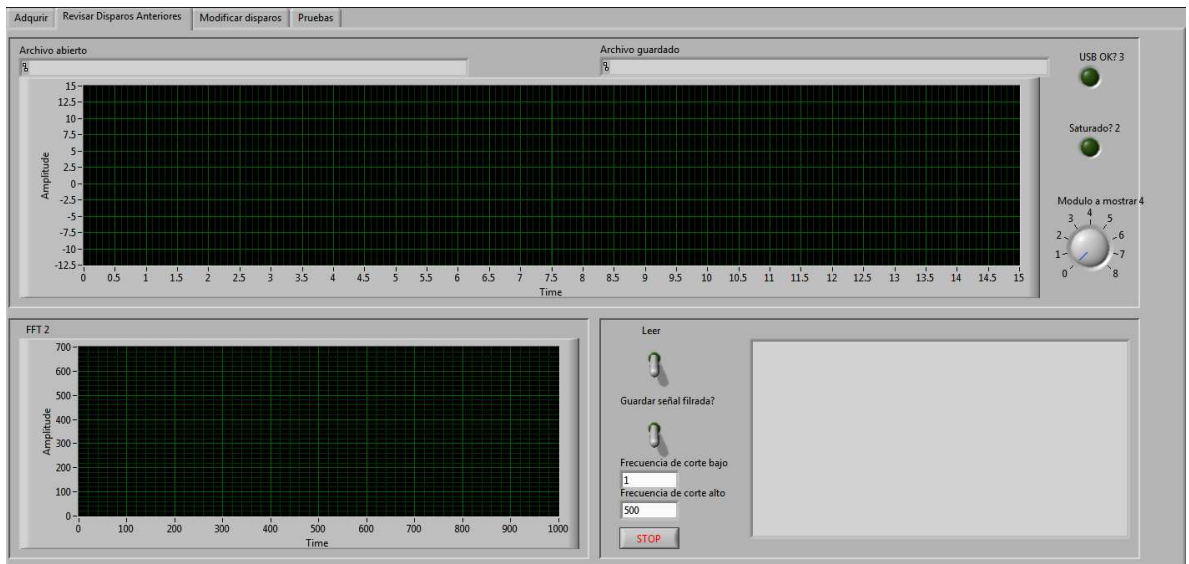 Adqurir Revisar Disparos Anteriores Modificar disparos Pruebas
Archivo abierto
Archivo guardado
USB OK? 3
Saturado? 2
Modulo a mostrar 4
0 1 2 3 4 5 6 7 8
Amplitude
15
12.5
10
7.5
5
2.5
0
-2.5
-5
-7.5
-10
-12.5
0 0.5 1 1.5 2 2.5 3 3.5 4 4.5 5 5.5 6 6.5 7 7.5 8 8.5 9 9.5 10 10.5 11 11.5 12 12.5 13 13.5 14 14.5 15
Time
FFT 2
Amplitude
700
600
500
400
300
200
100
0
0 100 200 300 400 500 600 700 800 900 1000
Time
Leer
Guardar señal filrada?
Frecuencia de corte bajo
1
Frecuencia de corte alto
500
STOP